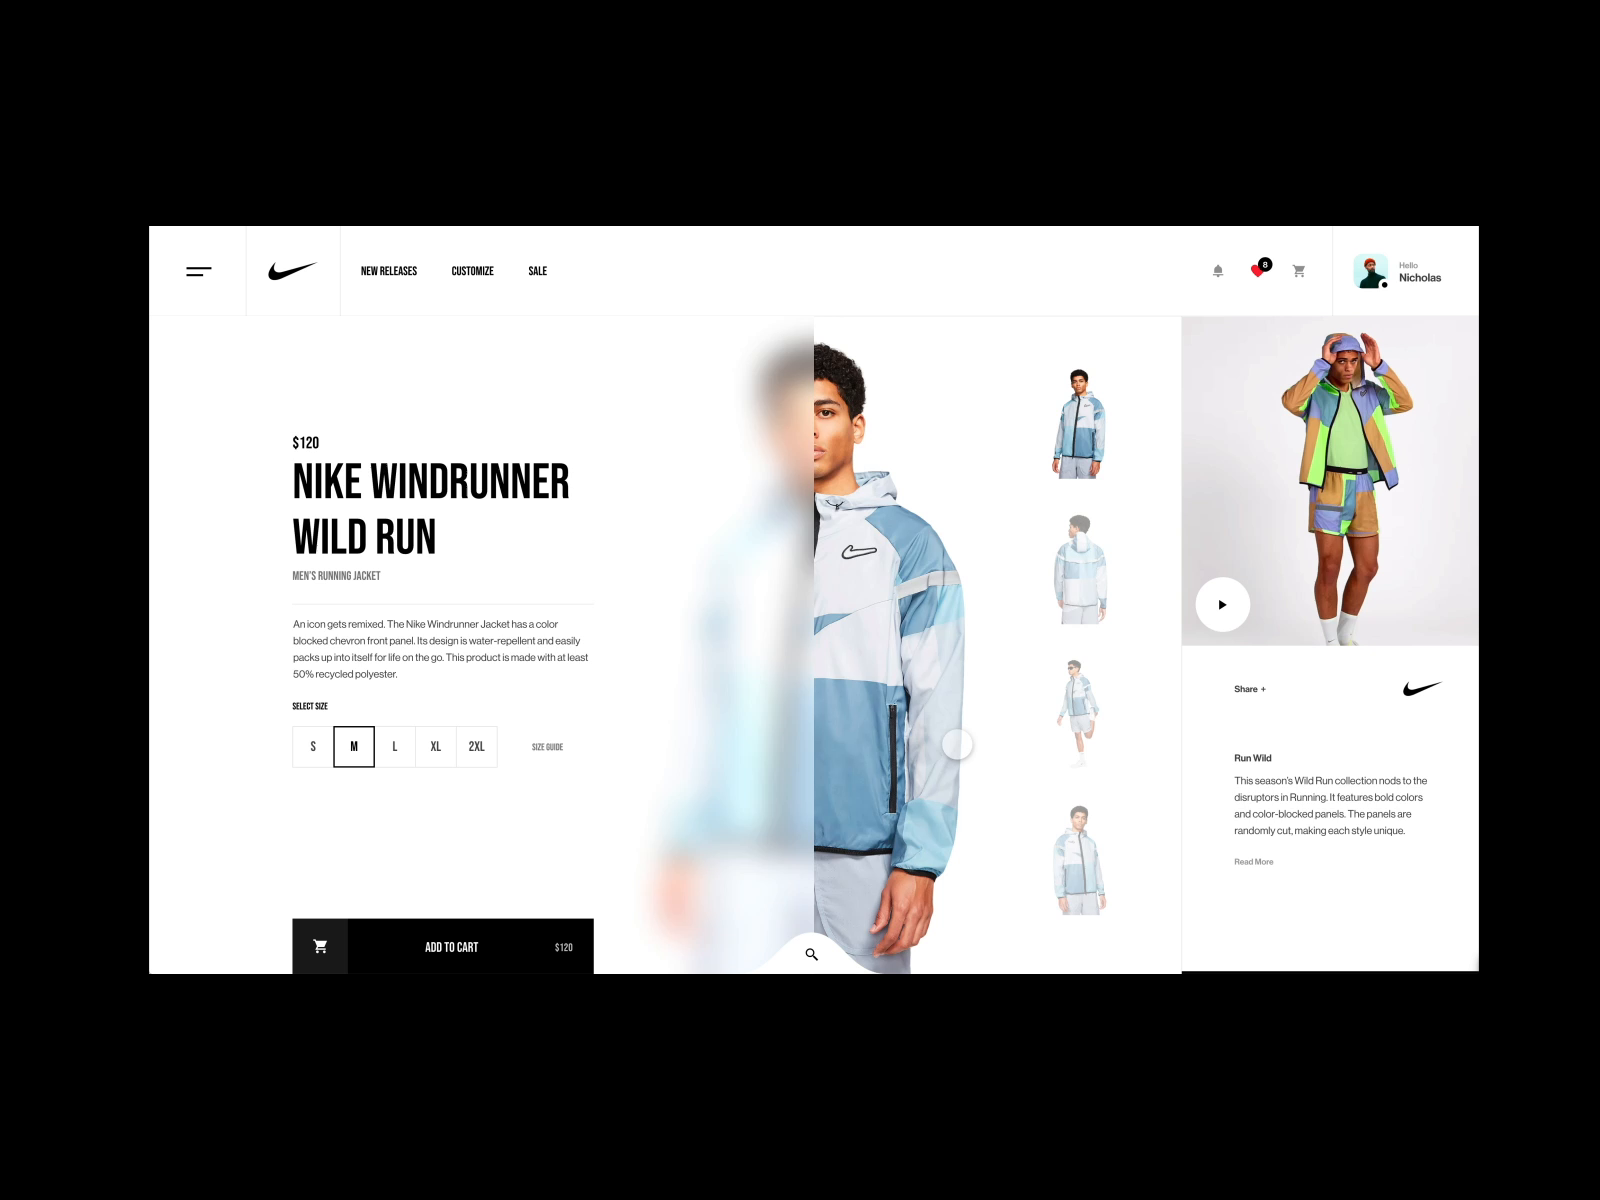 NEW RELEASES
CUSTOMIZE
SALE
8
Hello
Nicholas
$120
NIKE WINDRUNNER
WILD RUN
MEN'S RUNNING JACKET
An icon gets remixed. The Nike Windrunner Jacket has a color
blocked chevron front panel. Its design is water-repellent and easily
packs up into itself for life on the go. This product is made with at least
50% recycled polyester.
SELECT SIZE
S
M
L
XL
2XL
SIZE GUIDE
ADD TO CART
$120
Share +
Run Wild
This season's Wild Run collection nods to the
disruptors in Running. It features bold colors
and color-blocked panels. The panels are
randomly cut, making each style unique.
Read More